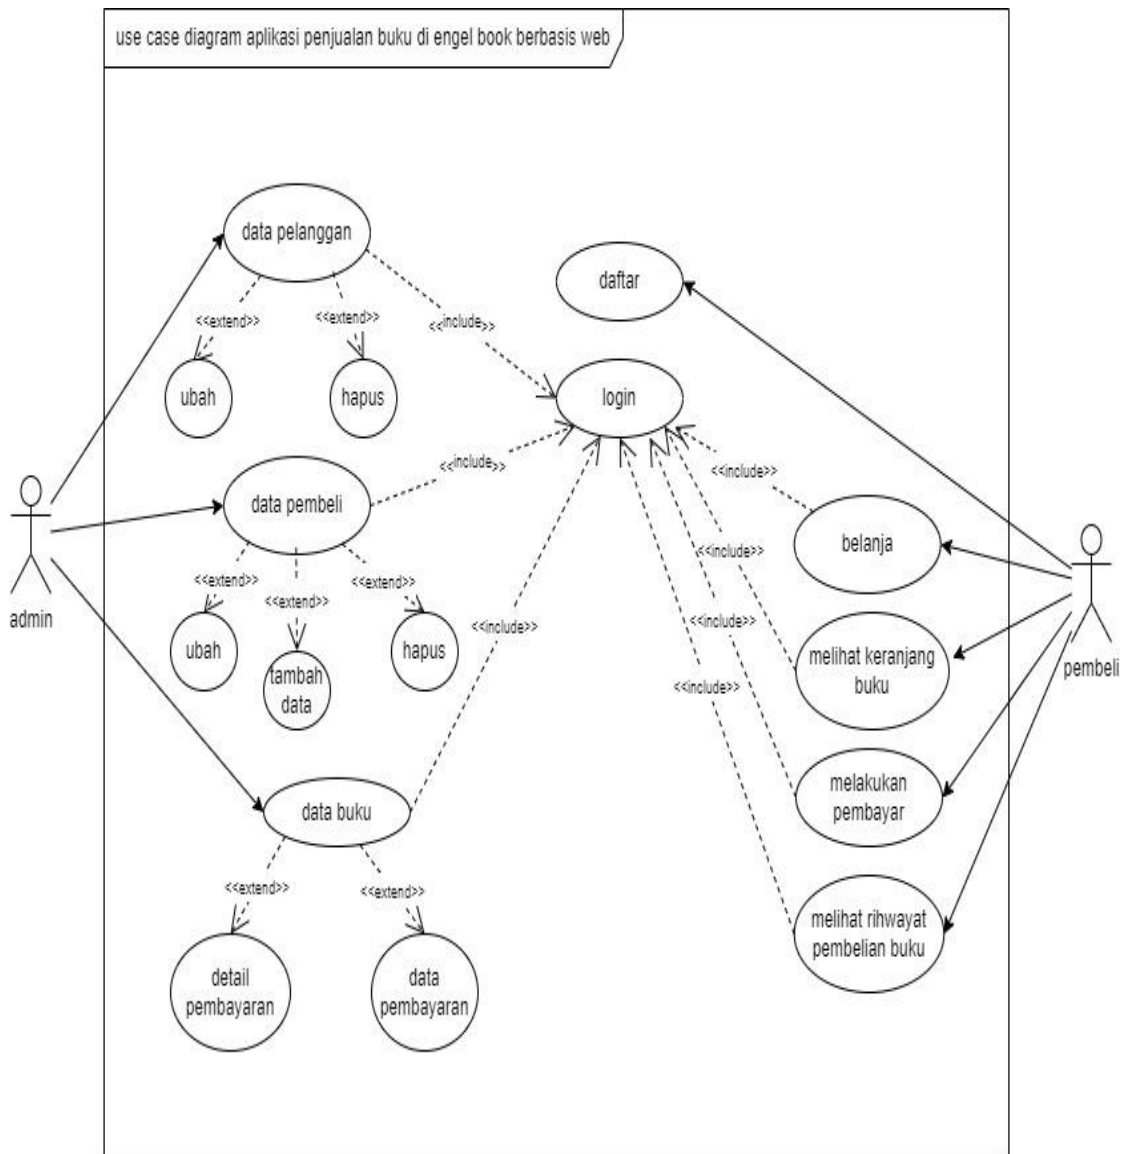 use case diagram aplikasi penjualan buku di engel book berbasis web
data pelanggan
daftar
<<extend>>
<<extend>>
<<include>>
ubah
hapus
login
<<include>>
<<include>>
data pembeli
belanja
<<extend>>
<<extend>>
<<extend>>
<<include>>
admin
<<include>>
<<include>>
ubah
hapus
tambah
data
melihat keranjang
buku
pembeli
<<include>>
data buku
melakukan
pembayar
<<extend>>
<<extend>>
melihat rihwayat
pembelian buku
detail
pembayaran
data
pembayaran